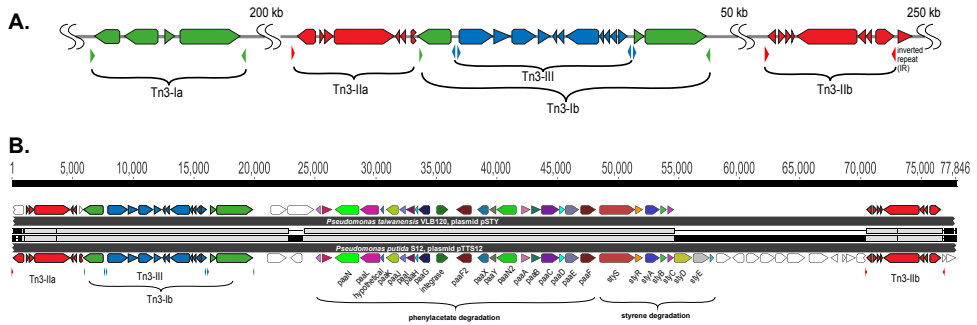 A.
200 kb
50 kb
250 kb
inverted
repeat
(IR)
Tn3-Ia
Tn3-IIa
Tn3-III
Tn3-Ib
Tn3-IIb
B.
1 5,000 10,000 15,000 20,000 25,000 30,000 35,000 40,000 45,000 50,000 55,000 60,000 65,000 70,000 75,000 77,846
Pseudomonas taiwanensis VLB120, plasmid pSTY
Pseudomonas putida S12, plasmid pTTS12
Tn3-IIa
Tn3-III
Tn3-Ib
Tn3-IIb
paaN
paaL
hypothetical
paaK
paaJ
paaI
paaH
paaG
integrase
paaF2
paaX
paaY
paaN2
paaA
paaB
paaC
paaD
paaE
paaF
styS
styR
styA
styB
styC
styD
styE
phenylacetate degradation
styrene degradation